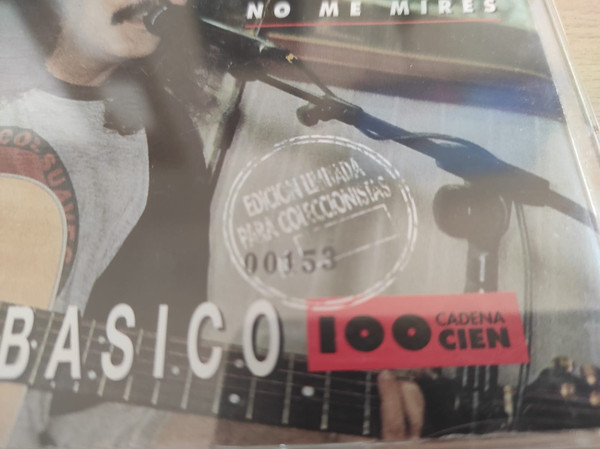 NO ME MIRES
EDICION LIMITADA
PARA COLECCIONISTAS
00153
BASICO
100 CADENA
CIEN